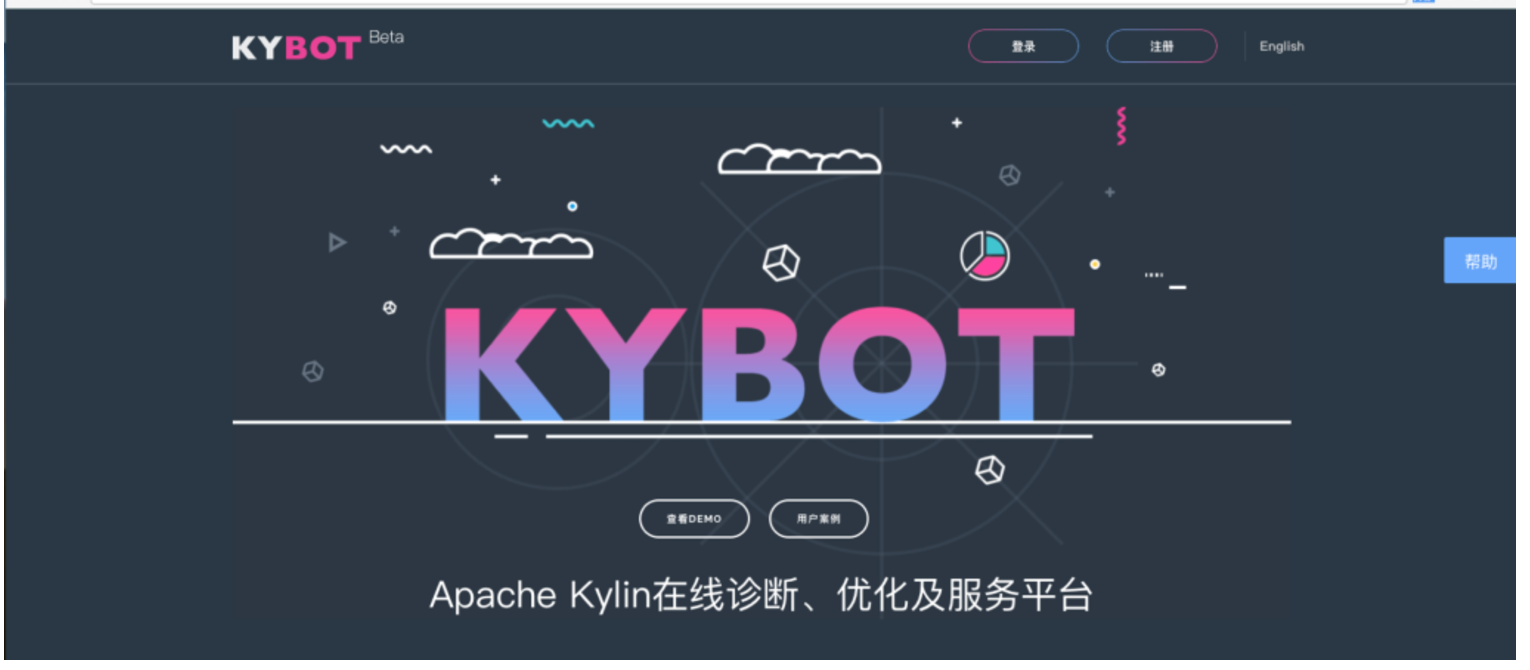 KYBOT Beta
登录
注册
English
帮助
KYBOT
查看DEMO
用户案例
Apache Kylin在线诊断、优化及服务平台